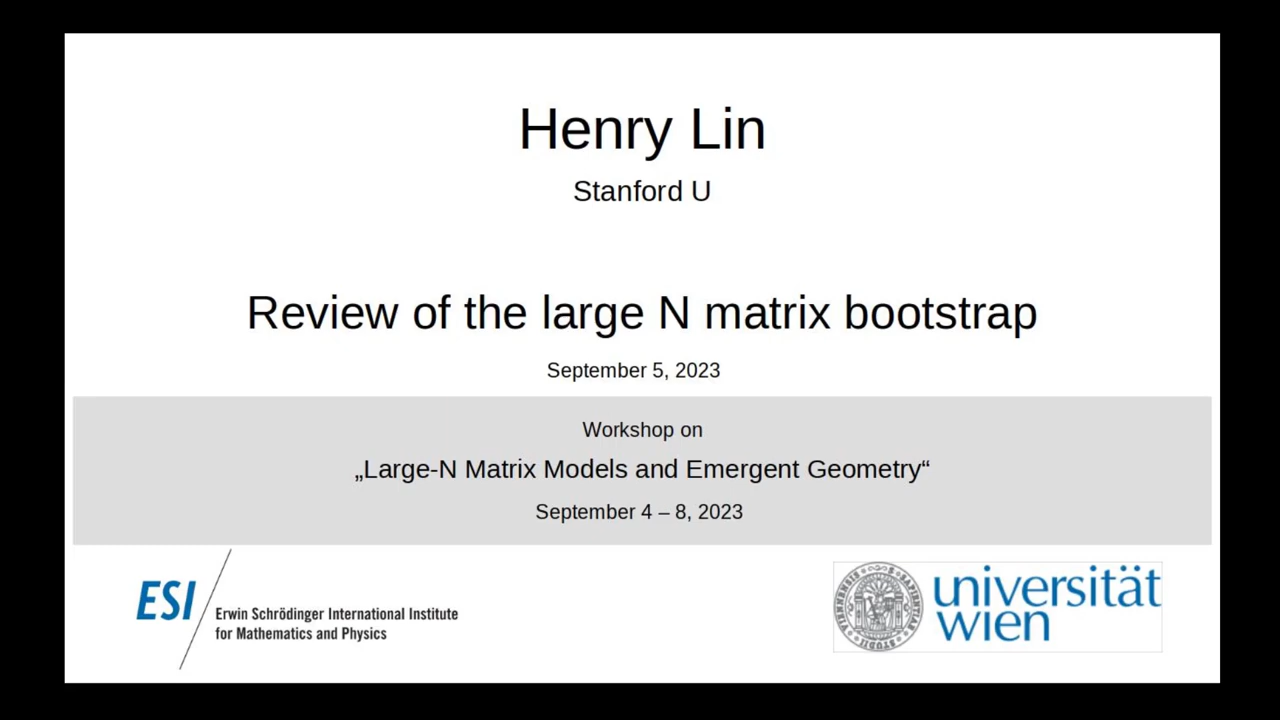 Henry Lin
Stanford U
Review of the large N matrix bootstrap
September 5, 2023
Workshop on
„Large-N Matrix Models and Emergent Geometry“
September 4 – 8, 2023
ESI
Erwin Schrödinger International Institute
for Mathematics and Physics
universität
wien